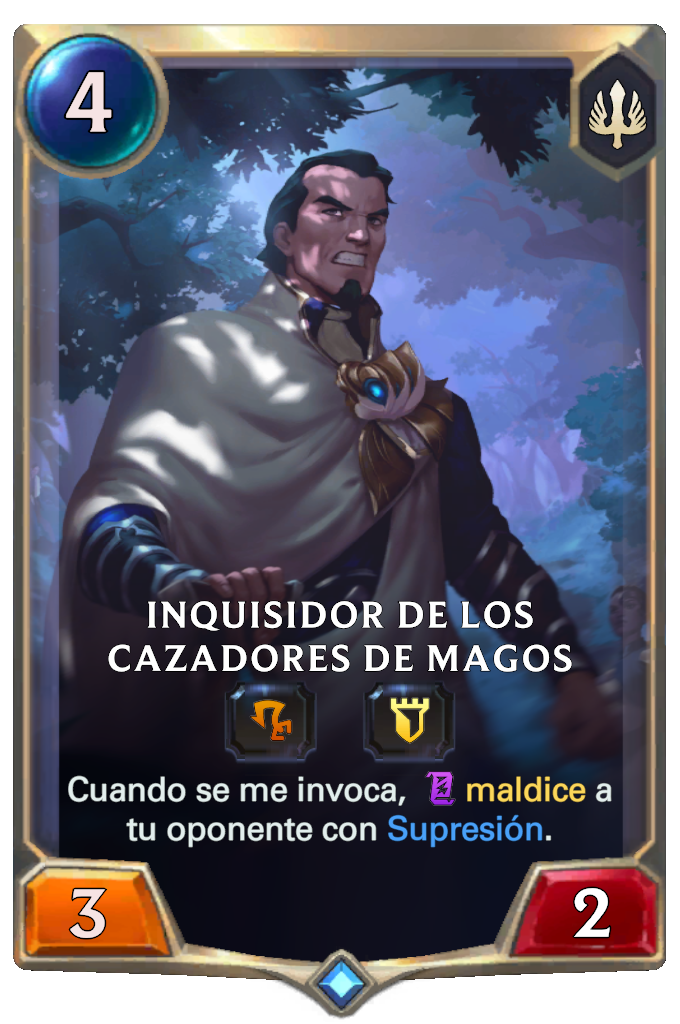 4
INQUISIDOR DE LOS
CAZADORES DE MAGOS
Cuando se me invoca, maldice a
tu oponente con Supresión.
3
2